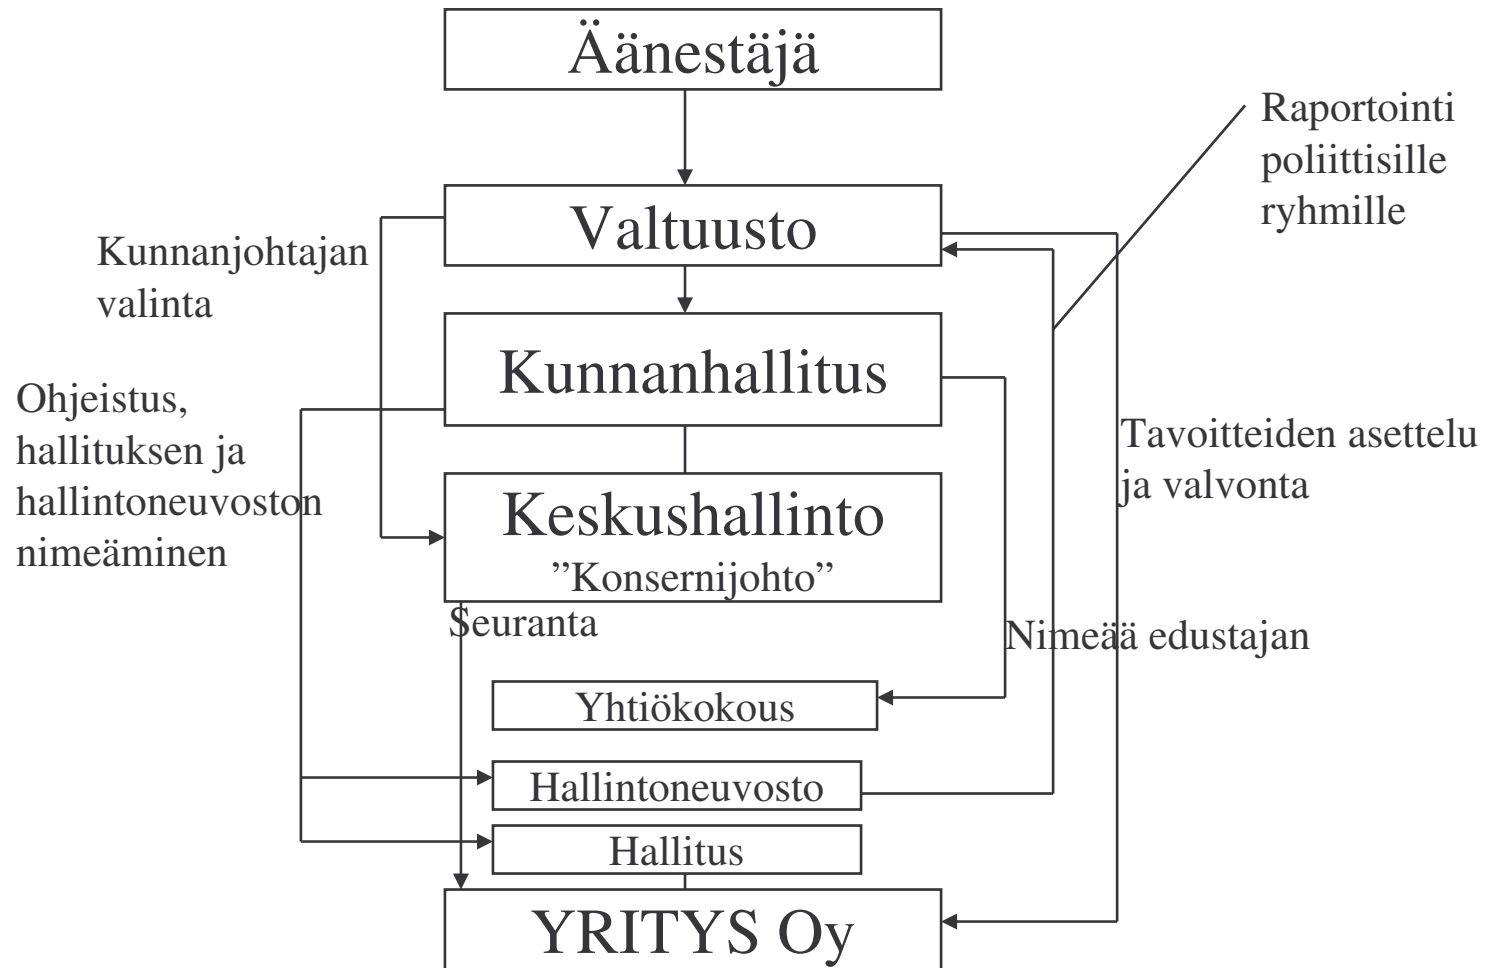 Äänestäjä
Raportointi
poliittisille
ryhmille
Valtuusto
Kunnanjohtajan
valinta
Kunnanhallitus
Ohjeistus,
hallituksen ja
hallintoneuvoston
nimeäminen
Tavoitteiden asettelu
ja valvonta
Keskushallinto
”Konsernijohto”
Seuranta
Nimeää edustajan
Yhtiökokous
Hallintoneuvosto
Hallitus
YRITYS Oy